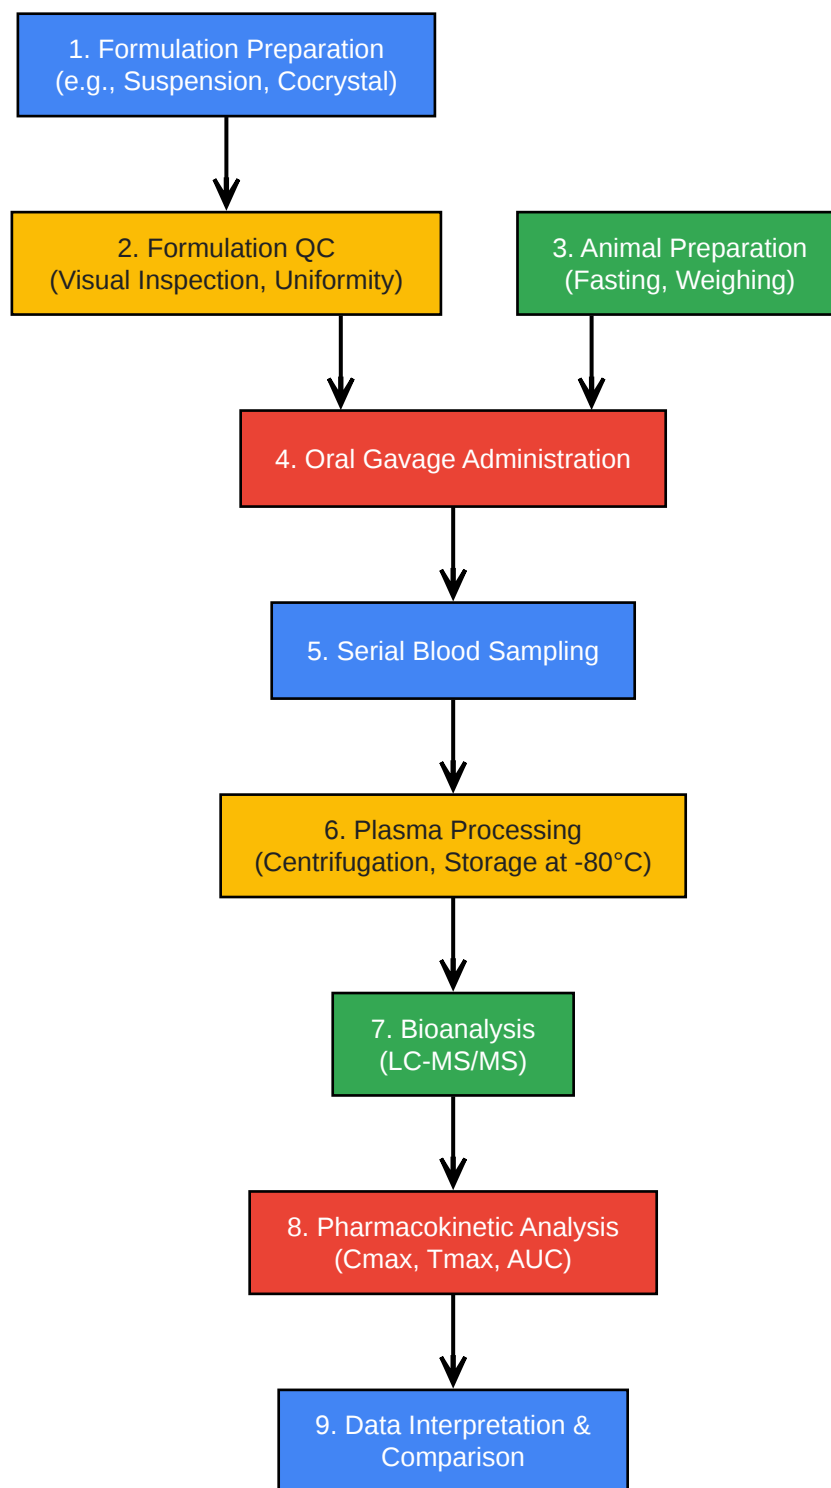 1. Formulation Preparation
(e.g., Suspension, Cocrystal)
2. Formulation QC
(Visual Inspection, Uniformity)
3. Animal Preparation
(Fasting, Weighing)
4. Oral Gavage Administration
5. Serial Blood Sampling
6. Plasma Processing
(Centrifugation, Storage at -80°C)
7. Bioanalysis
(LC-MS/MS)
8. Pharmacokinetic Analysis
(Cmax, Tmax, AUC)
9. Data Interpretation &
Comparison